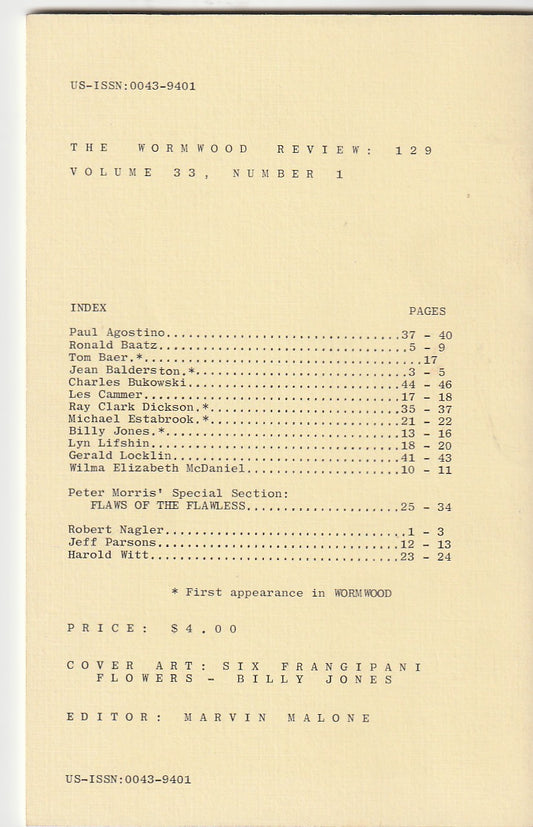 US-ISSN:0043-9401
THE WORMWOOD REVIEW: 129
VOLUME 33, NUMBER 1
INDEX PAGES
Paul Agostino................................37 - 40
Ronald Baatz.................................5 - 9
Tom Baer.*.....................................17
Jean Balderston.*............................3 - 5
Charles Bukowski.............................44 - 46
Les Cammer...................................17 - 18
Ray Clark Dickson.*..........................35 - 37
Michael Estabrook.*..........................21 - 22
Billy Jones.*................................13 - 16
Lyn Lifshin..................................18 - 20
Gerald Locklin...............................41 - 43
Wilma Elizabeth McDaniel.....................10 - 11
Peter Morris' Special Section:
FLAWS OF THE FLAWLESS.....................25 - 34
Robert Nagler.................................1 - 3
Jeff Parsons.................................12 - 13
Harold Witt..................................23 - 24
* First appearance in WORMWOOD
PRICE: $4.00
COVER ART: SIX FRANGIPANI
FLOWERS - BILLY JONES
EDITOR: MARVIN MALONE
US-ISSN:0043-9401